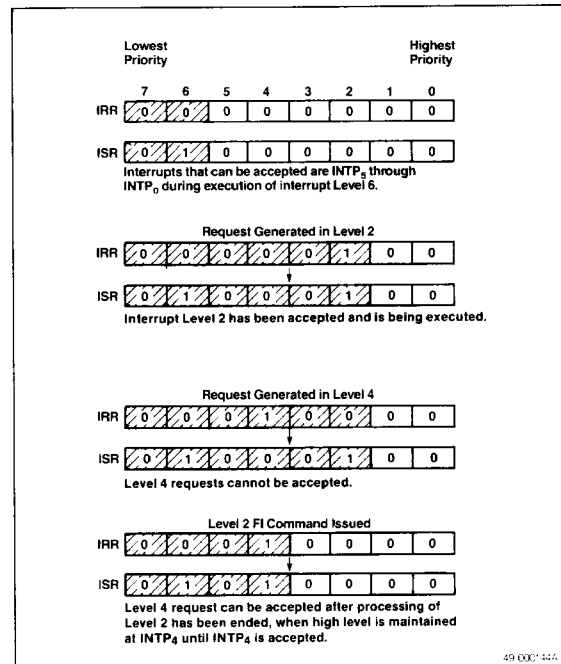 Lowest Priority
Highest Priority
7 6 5 4 3 2 1 0
IRR 0 0 0 0 0 0 0 0
ISR 0 1 0 0 0 0 0 0
Interrupts that can be accepted are INTP5 through
INTP0 during execution of interrupt Level 6.
Request Generated in Level 2
IRR 0 0 0 0 0 1 0 0
ISR 0 1 0 0 0 1 0 0
Interrupt Level 2 has been accepted and is being executed.
Request Generated in Level 4
IRR 0 0 0 1 0 0 0 0
ISR 0 1 0 0 0 1 0 0
Level 4 requests cannot be accepted.
Level 2 FI Command Issued
IRR 0 0 0 1 0 0 0 0
ISR 0 1 0 1 0 0 0 0
Level 4 request can be accepted after processing of
Level 2 has been ended, when high level is maintained
at INTP4 until INTP4 is accepted.
49-000144A